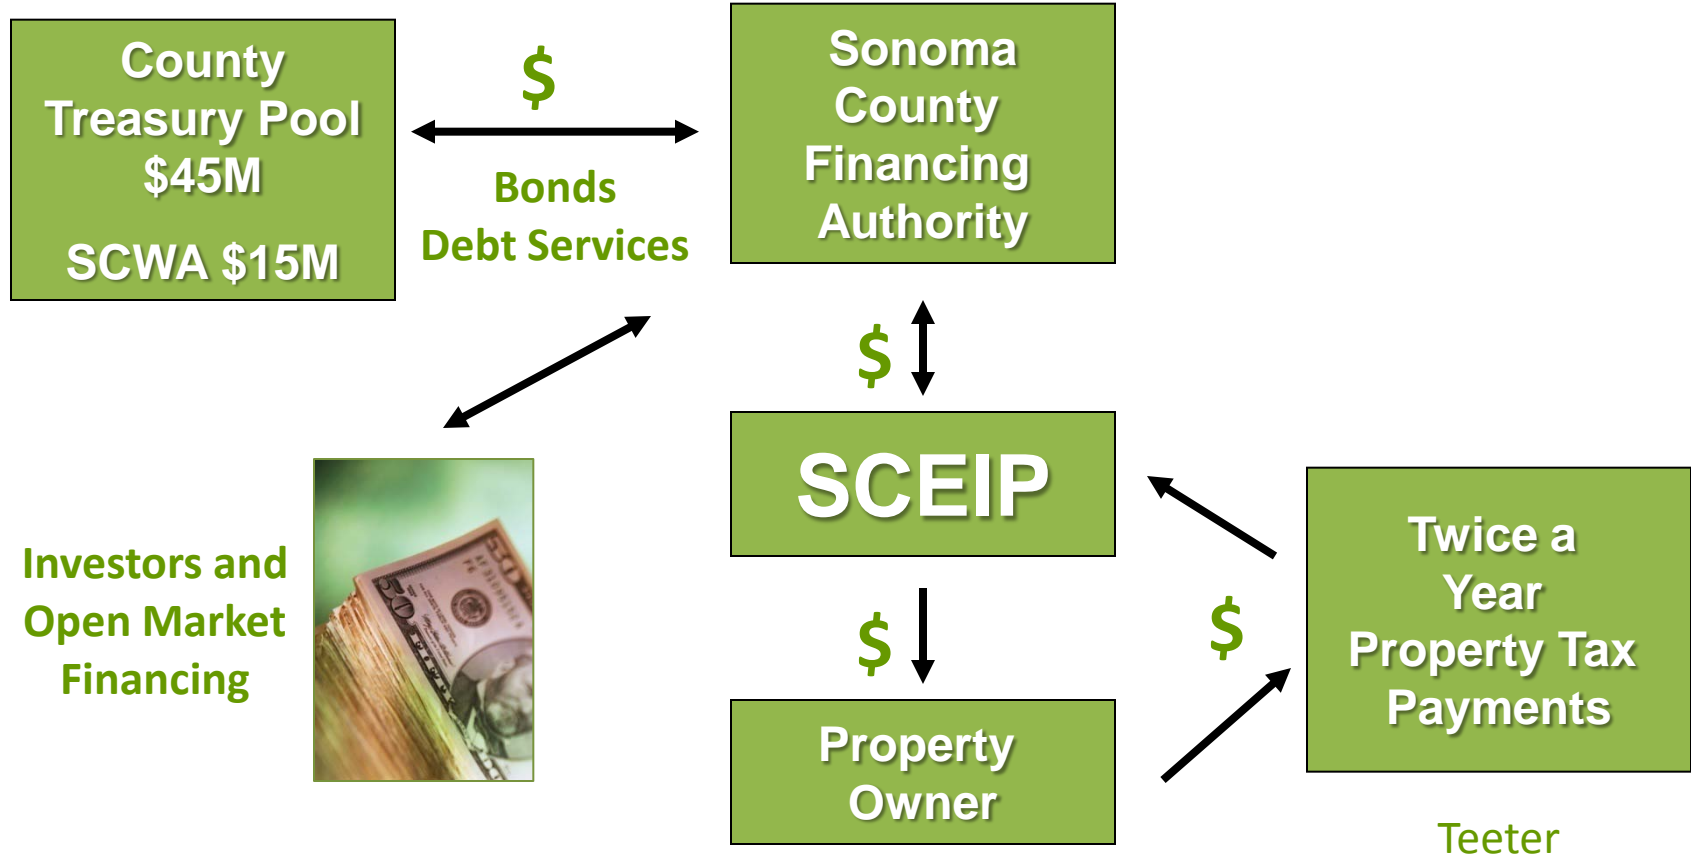 County
Treasury Pool
$45M
SCWA $15M
$
Bonds
Debt Services
Sonoma
County
Financing
Authority
$
SCEIP
$
Property
Owner
$
Twice a
Year
Property Tax
Payments
Teeter
Investors and
Open Market
Financing
50